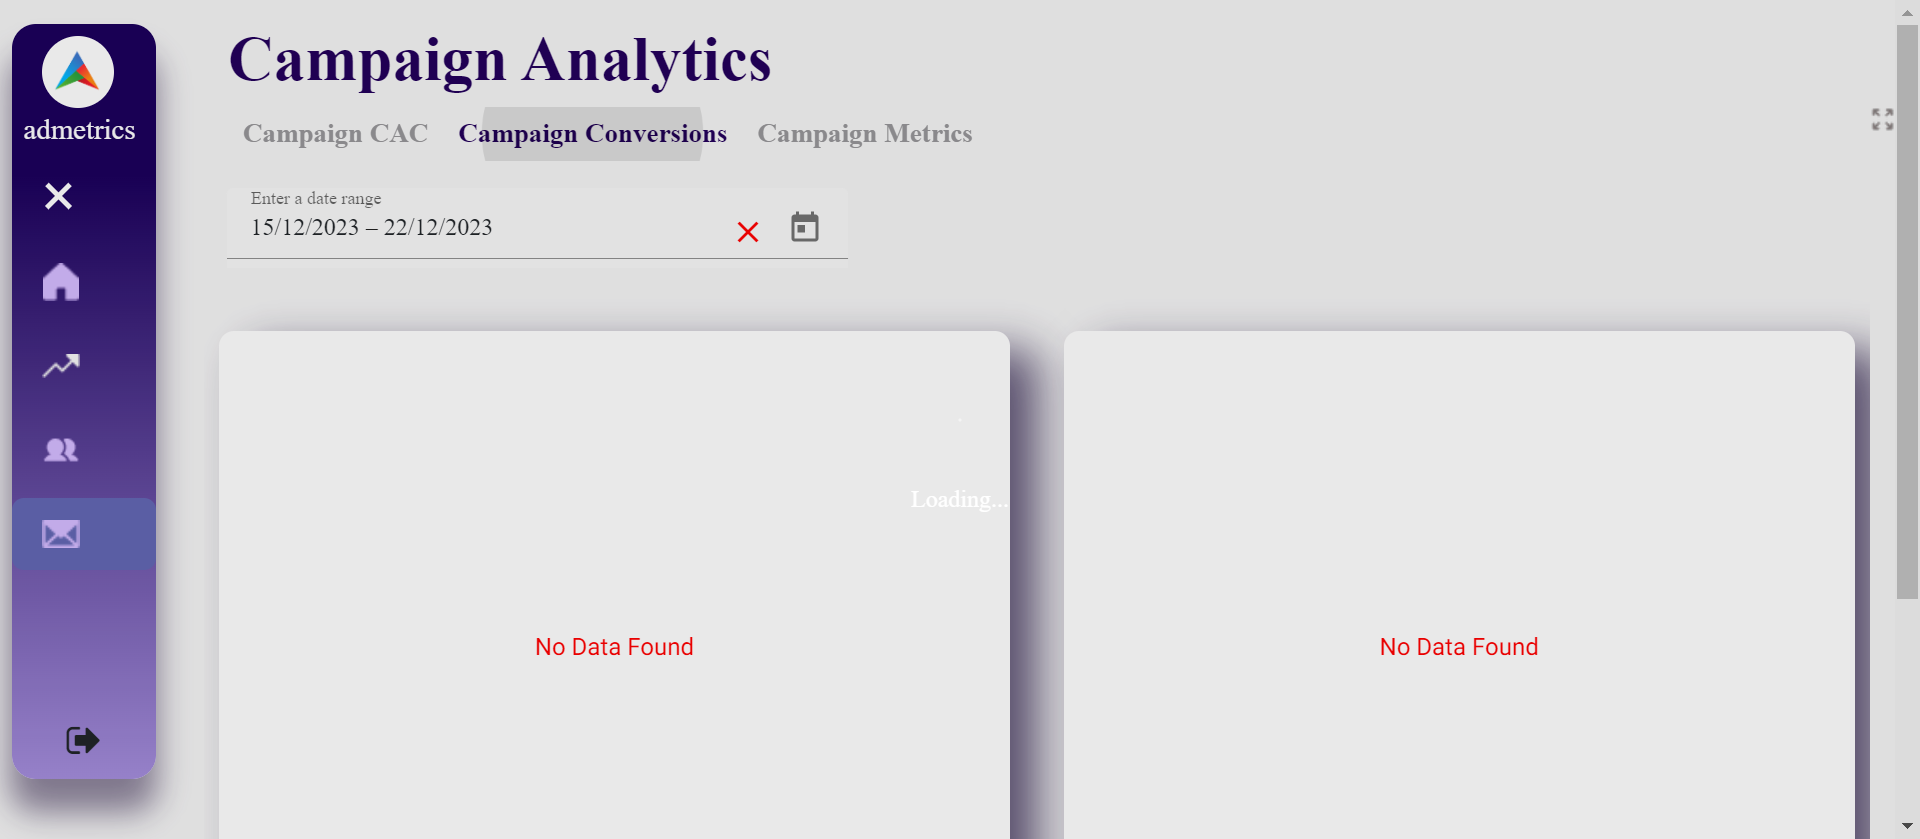 admetrics
Campaign Analytics
Campaign CAC
Campaign Conversions
Campaign Metrics
Enter a date range
15/12/2023 – 22/12/2023
Loading...
No Data Found
No Data Found